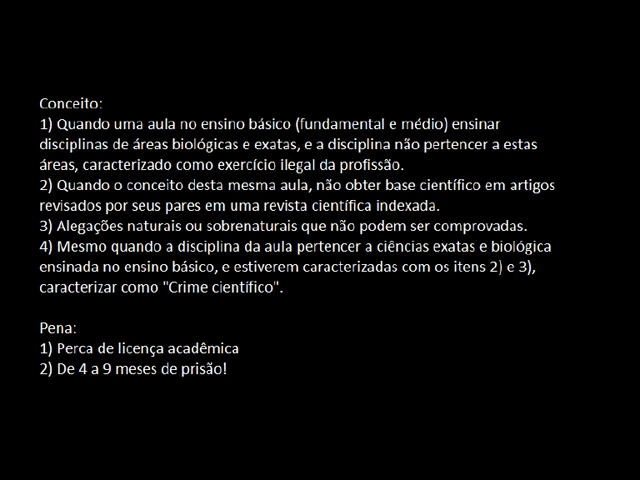 Conceito:
1) Quando uma aula no ensino básico (fundamental e médio) ensinar
disciplinas de áreas biológicas e exatas, e a disciplina não pertencer a estas
áreas, caracterizado como exercício ilegal da profissão.
2) Quando o conceito desta mesma aula, não obter base científico em artigos
revisados por seus pares em uma revista científica indexada.
3) Alegações naturais ou sobrenaturais que não podem ser comprovadas.
4) Mesmo quando a disciplina da aula pertencer a ciências exatas e biológica
ensinada no ensino básico, e estiverem caracterizadas com os itens 2) e 3),
caracterizar como "Crime científico".
Pena:
1) Perca de licença acadêmica
2) De 4 a 9 meses de prisão!